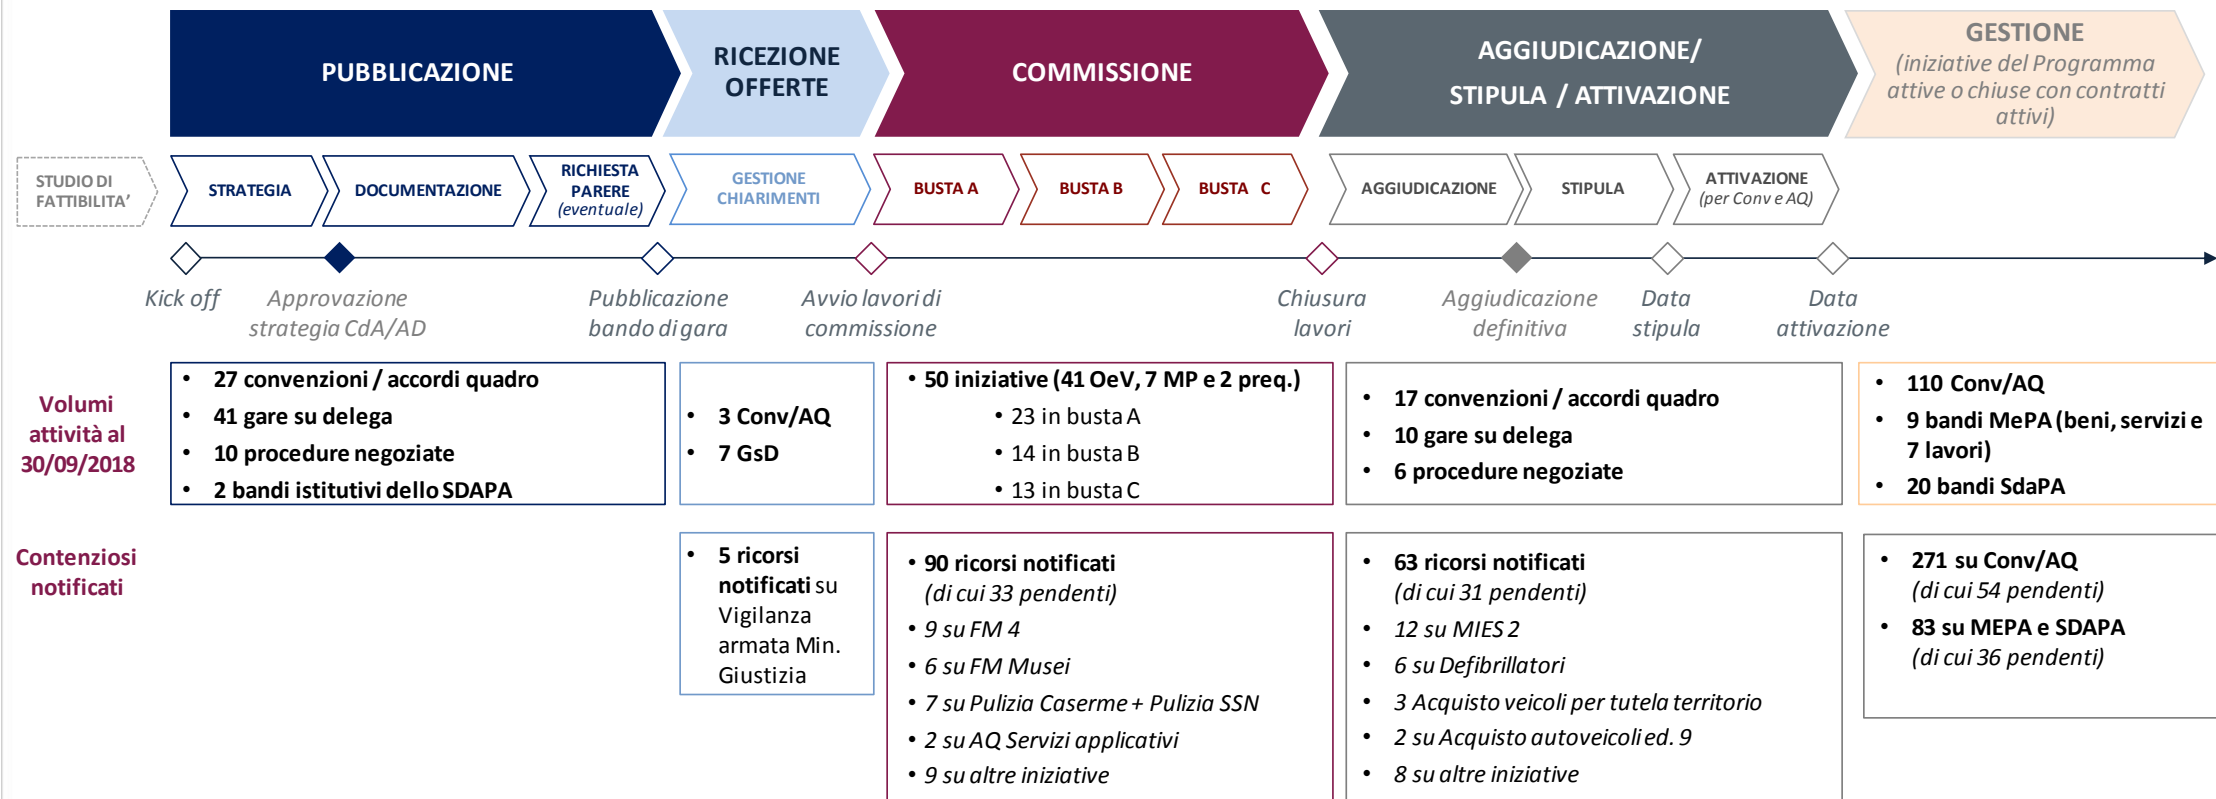 PUBBLICAZIONE
RICEZIONE
OFFERTE
COMMISSIONE
AGGIUDICAZIONE/
STIPULA / ATTIVAZIONE
GESTIONE
(iniziative del Programma
attive o chiuse con contratti
attivi)
STUDIO DI
FATTIBILITA’
STRATEGIA
DOCUMENTAZIONE
RICHIESTA
PARERE
(eventuale)
GESTIONE
CHIARIMENTI
BUSTA A
BUSTA B
BUSTA C
AGGIUDICAZIONE
STIPULA
ATTIVAZIONE
(per Conv e AQ)
Kick off
Approvazione
strategia CdA/AD
Pubblicazione
bando di gara
Avvio lavori di
commissione
Chiusura
lavori
Aggiudicazione
definitiva
Data
stipula
Data
attivazione
Volumi
attività al
30/09/2018
• 27 convenzioni / accordi quadro
• 41 gare su delega
• 10 procedure negoziate
• 2 bandi istitutivi dello SDAPA
• 3 Conv/AQ
• 7 GsD
• 50 iniziative (41 OeV, 7 MP e 2 preq.)
• 23 in busta A
• 14 in busta B
• 13 in busta C
• 17 convenzioni / accordi quadro
• 10 gare su delega
• 6 procedure negoziate
• 110 Conv/AQ
• 9 bandi MePA (beni, servizi e
7 lavori)
• 20 bandi SdaPA
Contenziosi
notificati
• 5 ricorsi
notificati su
Vigilanza
armata Min.
Giustizia
• 90 ricorsi notificati
(di cui 33 pendenti)
• 9 su FM 4
• 6 su FM Musei
• 7 su Pulizia Caserme + Pulizia SSN
• 2 su AQ Servizi applicativi
• 9 su altre iniziative
• 63 ricorsi notificati
(di cui 31 pendenti)
• 12 su MIES 2
• 6 su Defibrillatori
• 3 Acquisto veicoli per tutela territorio
• 2 su Acquisto autoveicoli ed. 9
• 8 su altre iniziative
• 271 su Conv/AQ
(di cui 54 pendenti)
• 83 su MEPA e SDAPA
(di cui 36 pendenti)